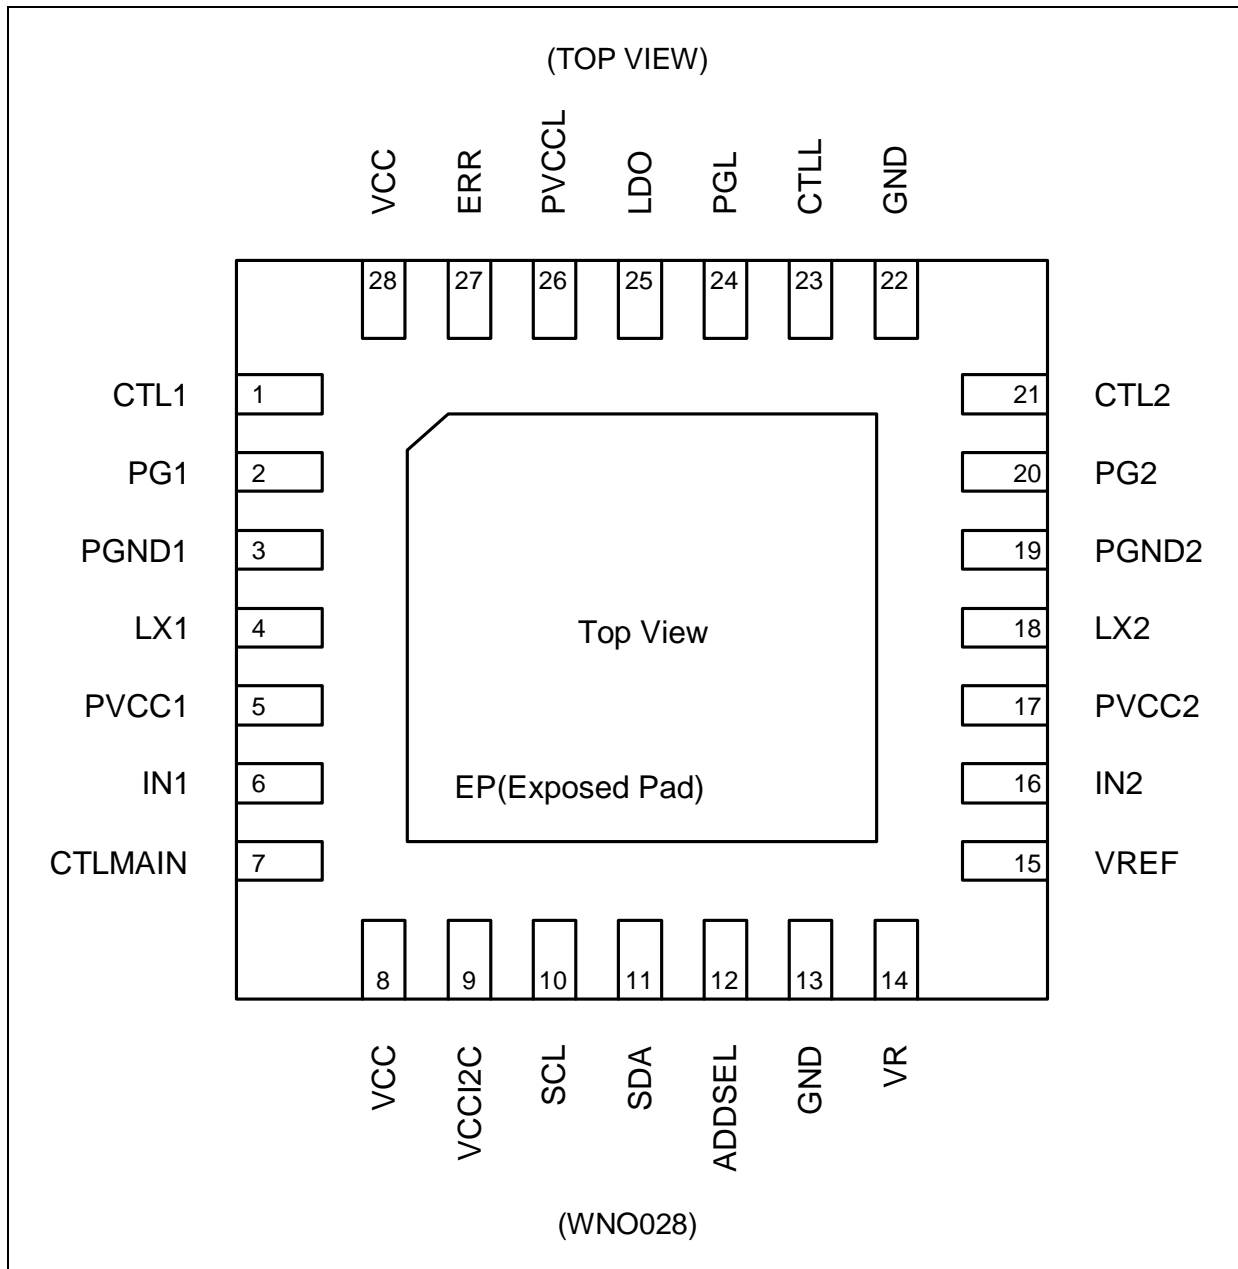 (TOP VIEW)
VCC ERR PVCCL LDO PGL CTLL GND
28 27 26 25 24 23 22
CTL1 1 21 CTL2
PG1 2 20 PG2
PGND1 3 19 PGND2
LX1 4 18 LX2
Top View
PVCC1 5 17 PVCC2
IN1 6 16 IN2
EP(Exposed Pad)
CTLMAIN 7 15 VREF
8 9 10 11 12 13 14
VCC VCCI2C SCL SDA ADDSEL GND VR
(WNO028)